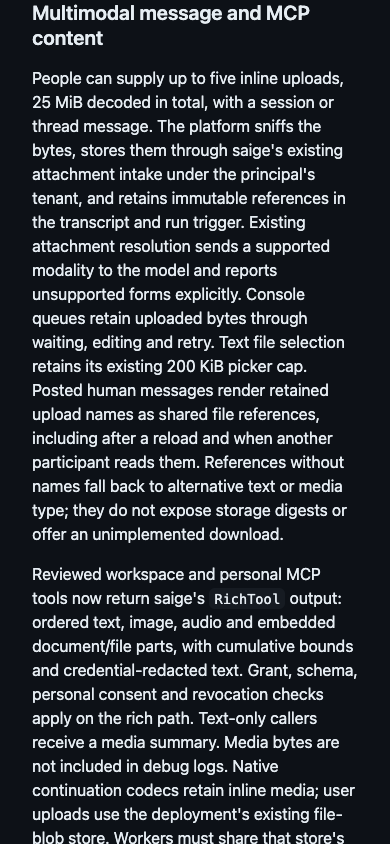 Multimodal message and MCP
content
People can supply up to five inline uploads,
25 MiB decoded in total, with a session or
thread message. The platform sniffs the
bytes, stores them through saige's existing
attachment intake under the principal's
tenant, and retains immutable references in
the transcript and run trigger. Existing
attachment resolution sends a supported
modality to the model and reports
unsupported forms explicitly. Console
queues retain uploaded bytes through
waiting, editing and retry. Text file selection
retains its existing 200 KiB picker cap.
Posted human messages render retained
upload names as shared file references,
including after a reload and when another
participant reads them. References without
names fall back to alternative text or media
type; they do not expose storage digests or
offer an unimplemented download.
Reviewed workspace and personal MCP
tools now return saige's RichTool output:
ordered text, image, audio and embedded
document/file parts, with cumulative bounds
and credential-redacted text. Grant, schema,
personal consent and revocation checks
apply on the rich path. Text-only callers
receive a media summary. Media bytes are
not included in debug logs. Native
continuation codecs retain inline media; user
uploads use the deployment's existing file-
blob store. Workers must share that store's